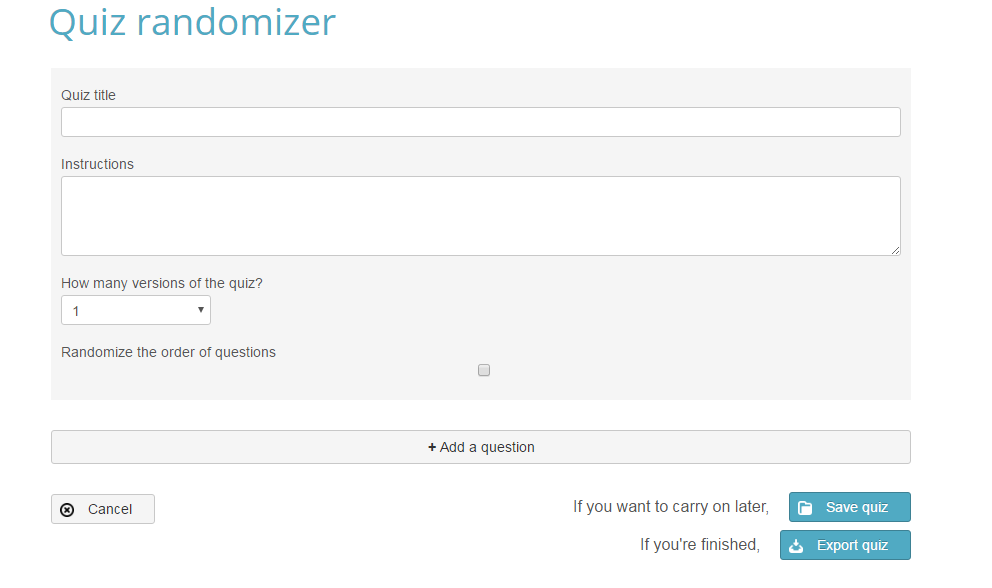 Quiz randomizer
Quiz title
Instructions
How many versions of the quiz?
1
Randomize the order of questions
+ Add a question
Cancel
If you want to carry on later,
Save quiz
If you're finished,
Export quiz